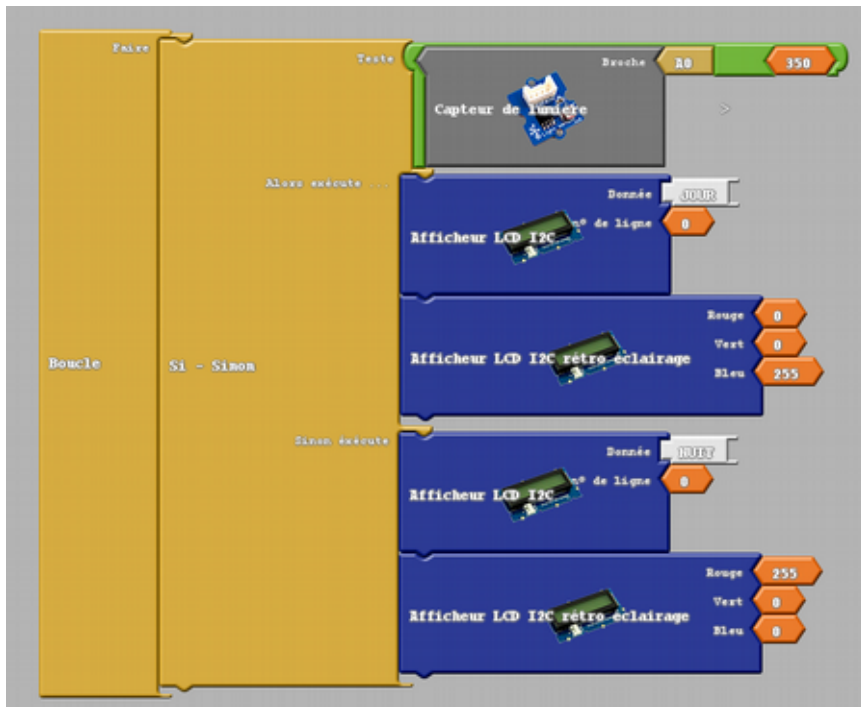 Faire
Teste
Broche A0 350
Capteur de lumière
>
Alors exécute ...
Donnée JOUR
n° de ligne 0
Afficheur LCD I2C
Rouge 0
Vert 0
Afficheur LCD I2C rétro éclairage
Boucle
Si - Sinon
Bleu 255
Sinon éxécute
Donnée NUIT
n° de ligne 0
Afficheur LCD I2C
Rouge 255
Vert 0
Afficheur LCD I2C rétro éclairage
Bleu 0